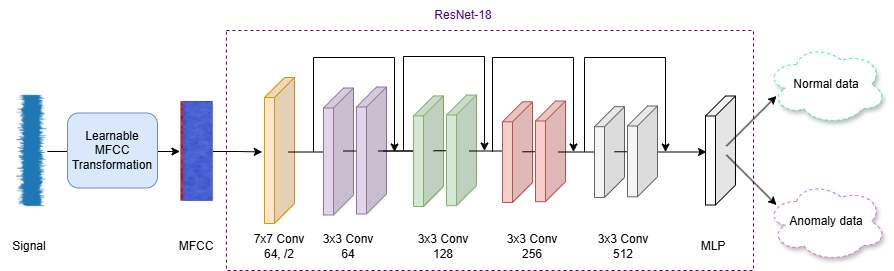 ResNet-18
Learnable
MFCC
Transformation
Normal data
Anomaly data
Signal
MFCC
7x7 Conv
64, /2
3x3 Conv
64
3x3 Conv
128
3x3 Conv
256
3x3 Conv
512
MLP